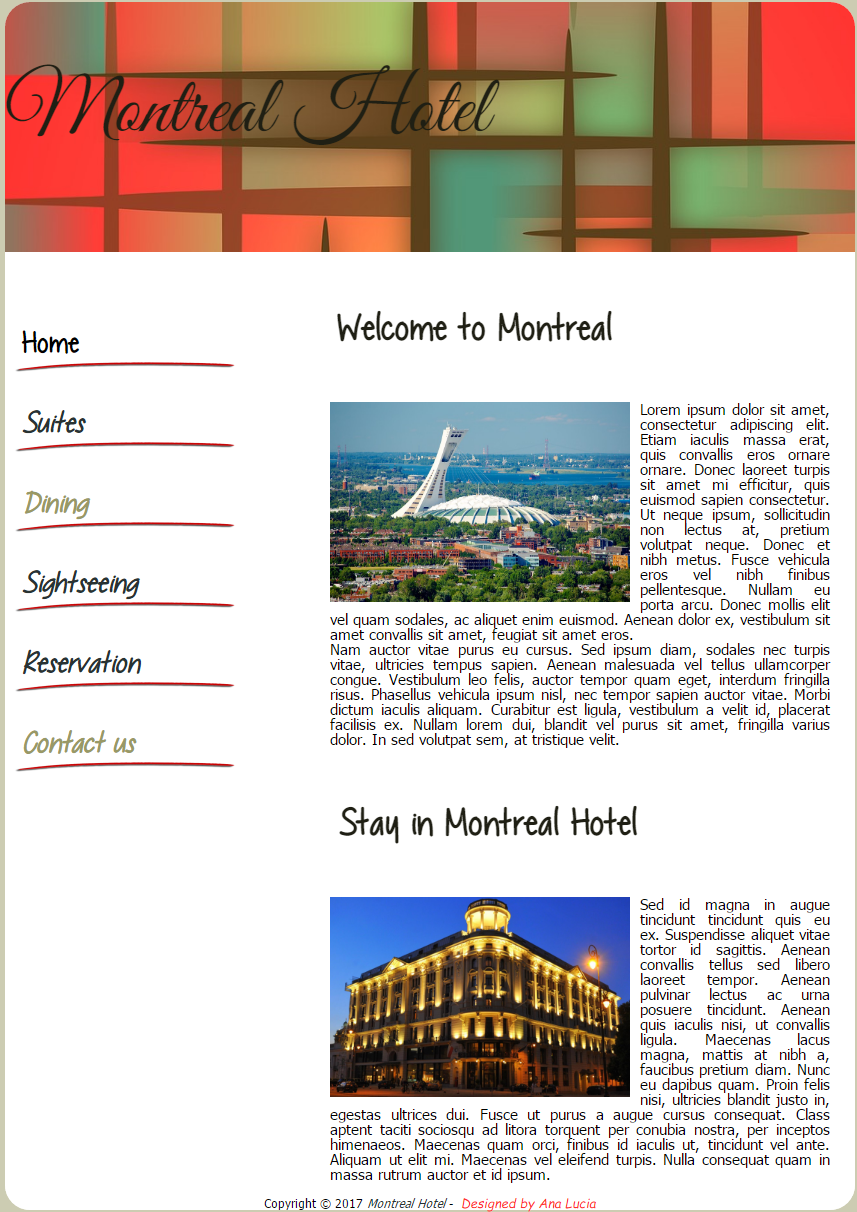 Montreal Hotel
Home
Suites
Dining
Sightseeing
Reservation
Contact us
Welcome to Montreal
Lorem ipsum dolor sit amet,
consectetur adipiscing elit.
Etiam iaculis massa erat,
quis convallis eros ornare
ornare. Donec laoreet turpis
sit amet mi efficitur, quis
euismod sapien consectetur.
Ut neque ipsum, sollicitudin
non lectus at, pretium
volutpat neque. Donec et
nibh metus. Fusce vehicula
eros vel nibh finibus
pellentesque. Nullam eu
porta arcu. Donec mollis elit
vel quam sodales, ac aliquet enim euismod. Aenean dolor ex, vestibulum sit
amet convallis sit amet, feugiat sit amet eros.
Nam auctor vitae purus eu cursus. Sed ipsum diam, sodales nec turpis
vitae, ultricies tempus sapien. Aenean malesuada vel tellus ullamcorper
congue. Vestibulum leo felis, auctor tempor quam eget, interdum fringilla
risus. Phasellus vehicula ipsum nisl, nec tempor sapien auctor vitae. Morbi
dictum iaculis aliquam. Curabitur est ligula, vestibulum a velit id, placerat
facilisis ex. Nullam lorem dui, blandit vel purus sit amet, fringilla varius
dolor. In sed volutpat sem, at tristique velit.
Stay in Montreal Hotel
Sed id magna in augue
tincidunt tincidunt quis eu
ex. Suspendisse aliquet vitae
tortor id sagittis. Aenean
convallis tellus sed libero
laoreet tempor. Aenean
pulvinar lectus ac urna
posuere tincidunt. Aenean
quis iaculis nisi, ut convallis
ligula. Maecenas lacus
magna, mattis at nibh a,
faucibus pretium diam. Nunc
eu dapibus quam. Proin felis
nisi, ultricies blandit justo in,
egestas ultrices dui. Fusce ut purus a augue cursus consequat. Class
aptent taciti sociosqu ad litora torquent per conubia nostra, per inceptos
himenaeos. Maecenas quam orci, finibus id iaculis ut, tincidunt vel ante.
Aliquam ut elit mi. Maecenas vel eleifend turpis. Nulla consequat quam in
massa rutrum auctor et id ipsum.
Copyright © 2017 Montreal Hotel - Designed by Ana Lucia